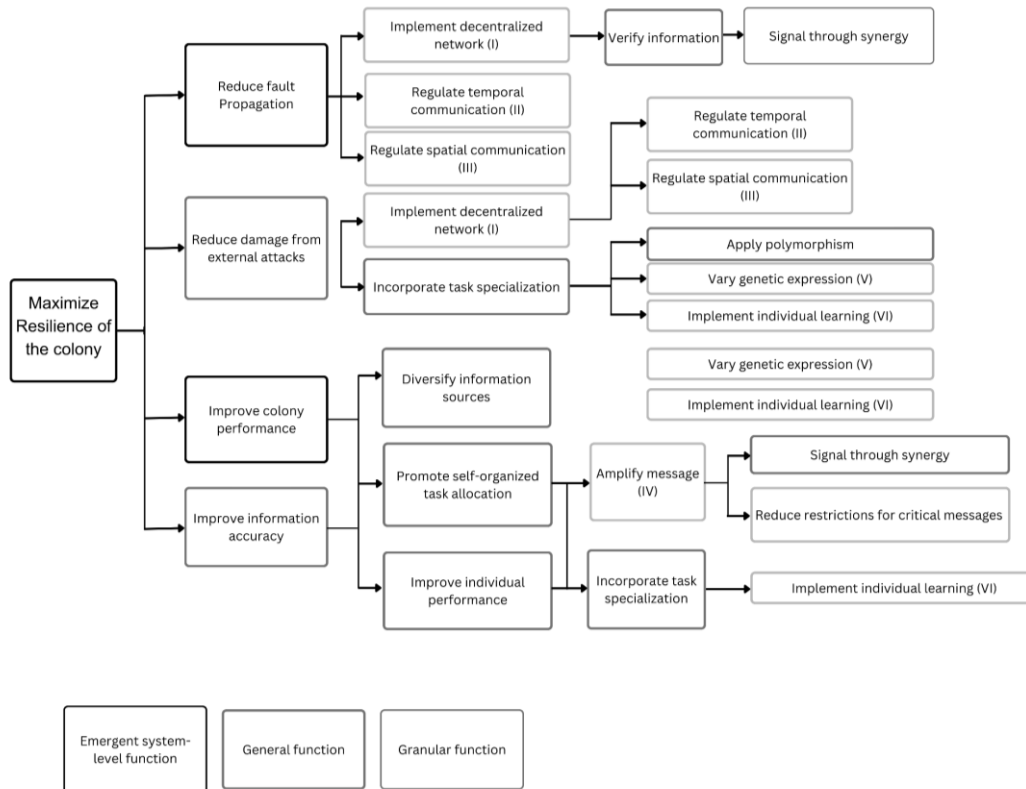 Implement decentralized
network (I)
Verify information
Signal through synergy
Reduce fault
Propagation
Regulate temporal
communication (II)
Regulate spatial communication
(III)
Regulate temporal
communication (II)
Regulate spatial communication
(III)
Reduce damage from
external attacks
Implement decentralized
network (I)
Incorporate task specialization
Apply polymorphism
Vary genetic expression (V)
Implement individual learning (VI)
Maximize
Resilience of
the colony
Vary genetic expression (V)
Implement individual learning (VI)
Improve colony
performance
Diversify information
sources
Promote self-organized
task allocation
Amplify message
(IV)
Signal through synergy
Reduce restrictions for critical messages
Improve information
accuracy
Improve individual
performance
Incorporate task
specialization
Implement individual learning (VI)
Emergent system-
level function
General function
Granular function